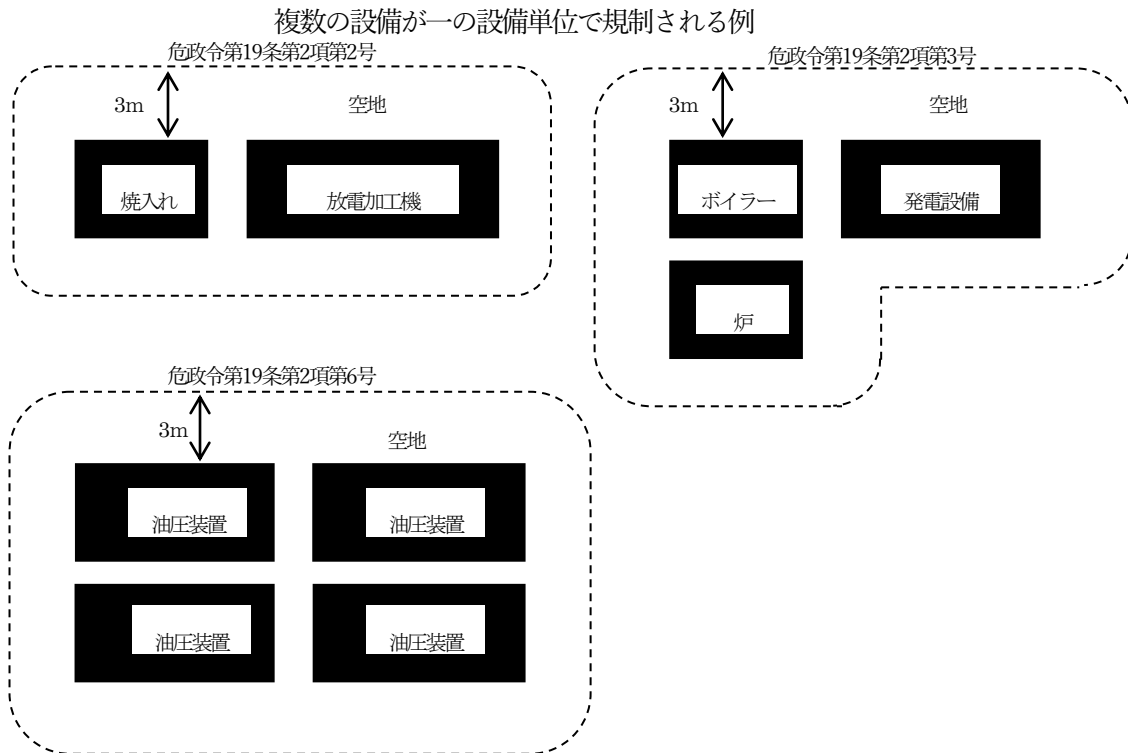 複数の設備が一の設備単位で規制される例
危政令第19条第2項第2号
3m
空地
焼入れ
放電加工機
危政令第19条第2項第3号
3m
空地
ボイラー
発電設備
炉
危政令第19条第2項第6号
3m
空地
油圧装置
油圧装置
油圧装置
油圧装置